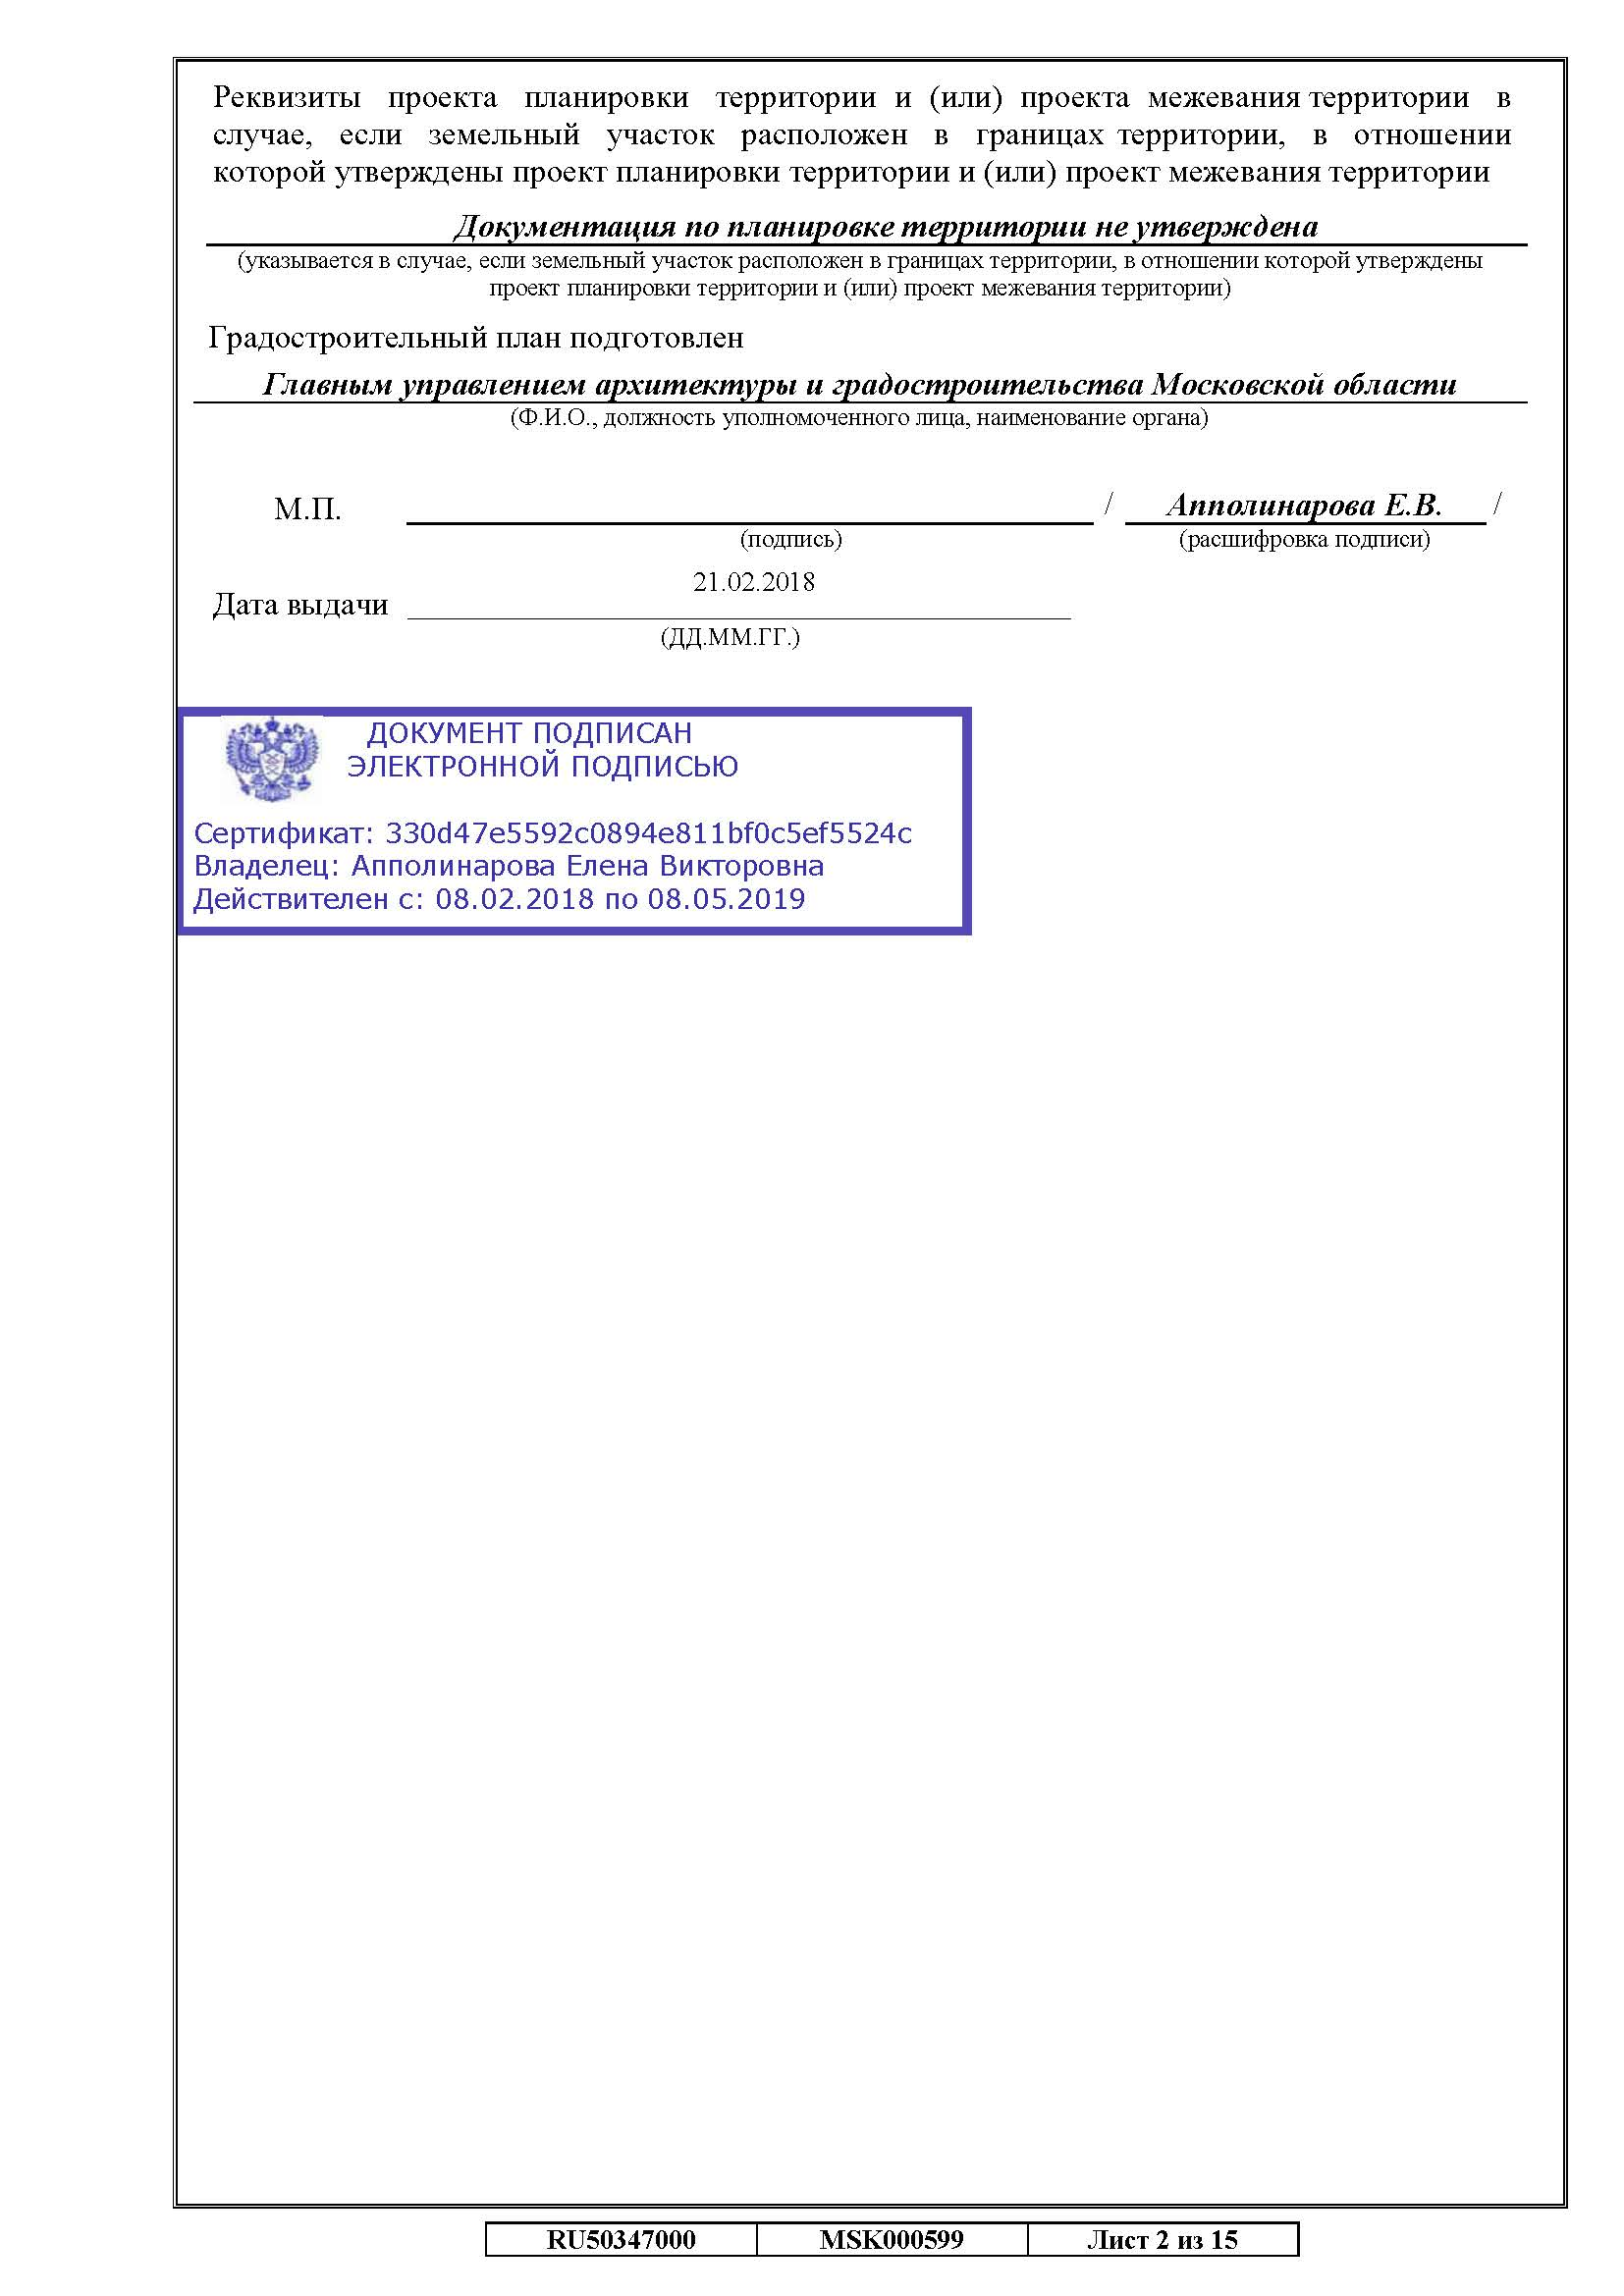 Реквизиты проекта планировки территории и (или) проекта межевания территории в
случае, если земельный участок расположен в границах территории, в отношении
которой утверждены проект планировки территории и (или) проект межевания территории
Документация по планировке территории не утверждена
(указывается в случае, если земельный участок расположен в границах территории, в отношении которой утверждены
проект планировки территории и (или) проект межевания территории)
Градостроительный план подготовлен
Главным управлением архитектуры и градостроительства Московской области
(Ф.И.О., должность уполномоченного лица, наименование органа)
М.П. / Апполинарова Е.В. /
(подпись) (расшифровка подписи)
21.02.2018
Дата выдачи
(ДД.ММ.ГГ.)
ДОКУМЕНТ ПОДПИСАН
ЭЛЕКТРОННОЙ ПОДПИСЬЮ
Сертификат: 330d47e5592c0894e811bf0c5ef5524c
Владелец: Апполинарова Елена Викторовна
Действителен с: 08.02.2018 по 08.05.2019
RU50347000 MSK000599 Лист 2 из 15